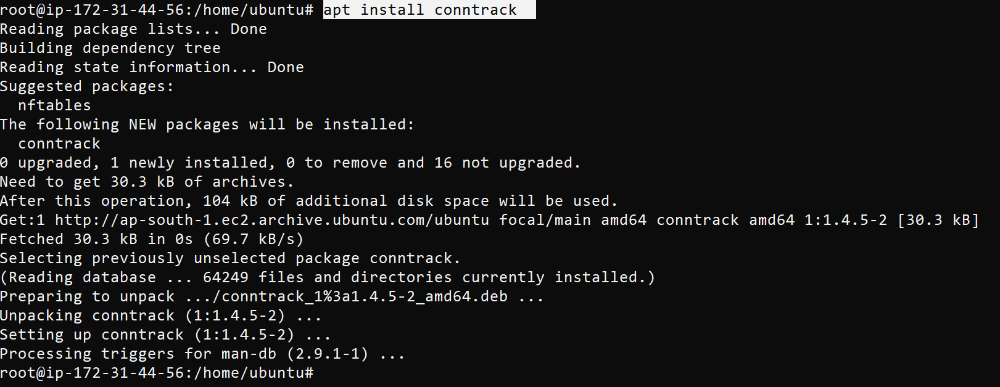 root@ip-172-31-44-56:/home/ubuntu# apt install conntrack
Reading package lists... Done
Building dependency tree
Reading state information... Done
Suggested packages:
  nftables
The following NEW packages will be installed:
  conntrack
0 upgraded, 1 newly installed, 0 to remove and 16 not upgraded.
Need to get 30.3 kB of archives.
After this operation, 104 kB of additional disk space will be used.
Get:1 http://ap-south-1.ec2.archive.ubuntu.com/ubuntu focal/main amd64 conntrack amd64 1:1.4.5-2 [30.3 kB]
Fetched 30.3 kB in 0s (69.7 kB/s)
Selecting previously unselected package conntrack.
(Reading database ... 64249 files and directories currently installed.)
Preparing to unpack .../conntrack_1%3a1.4.5-2_amd64.deb ...
Unpacking conntrack (1:1.4.5-2) ...
Setting up conntrack (1:1.4.5-2) ...
Processing triggers for man-db (2.9.1-1) ...
root@ip-172-31-44-56:/home/ubuntu#